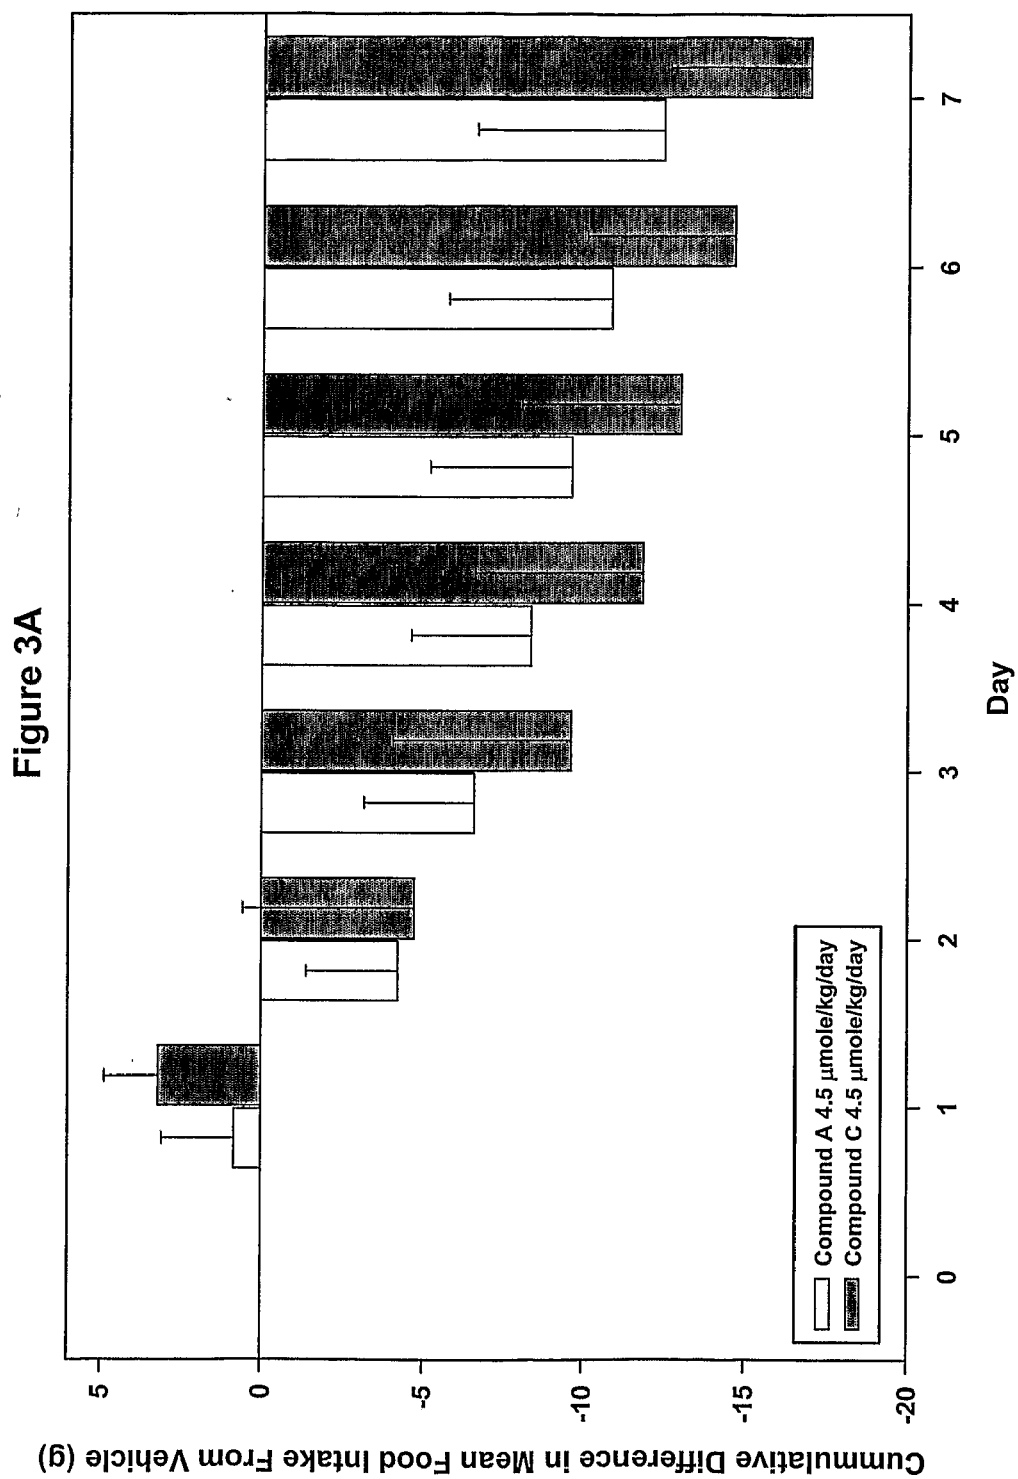 Figure 3A
Cummulative Difference in Mean Food Intake From Vehicle (g)
5
0
-5
-10
-15
-20
Compound A 4.5 µmole/kg/day
Compound C 4.5 µmole/kg/day
0
1
2
3
4
5
6
7
Day